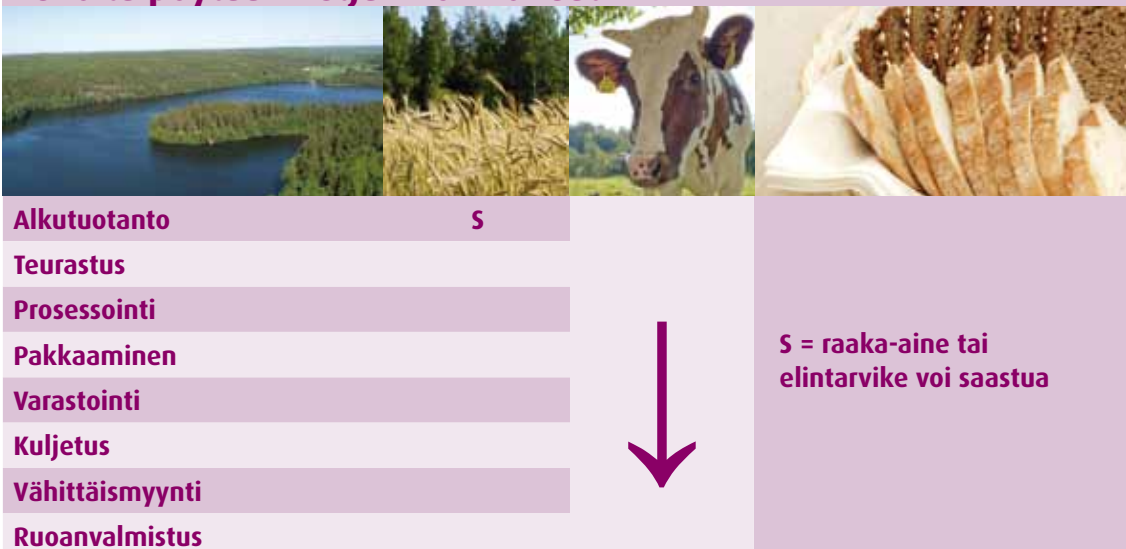 Alkutuotanto S
Teurastus
Prosessointi
Pakkaaminen
Varastointi
Kuljetus
Vähittäismyynti
Ruoanvalmistus
S = raaka-aine tai
elintarvike voi saastua